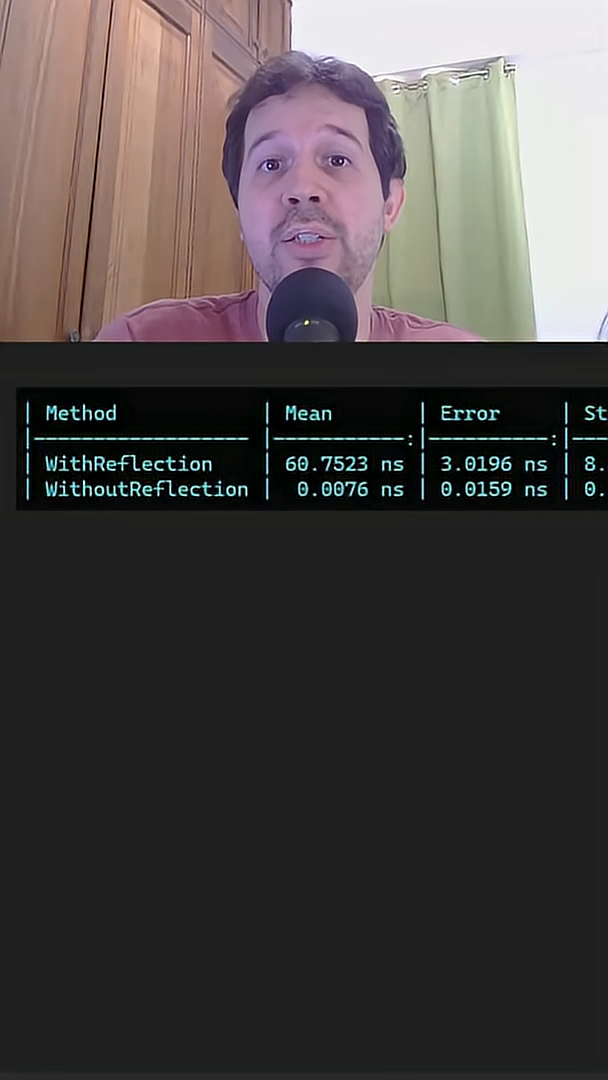 | Method | Mean | Error | St
|------------------ |-----------:|----------:|---
| WithReflection | 60.7523 ns | 3.0196 ns | 8.
| WithoutReflection | 0.0076 ns | 0.0159 ns | 0.